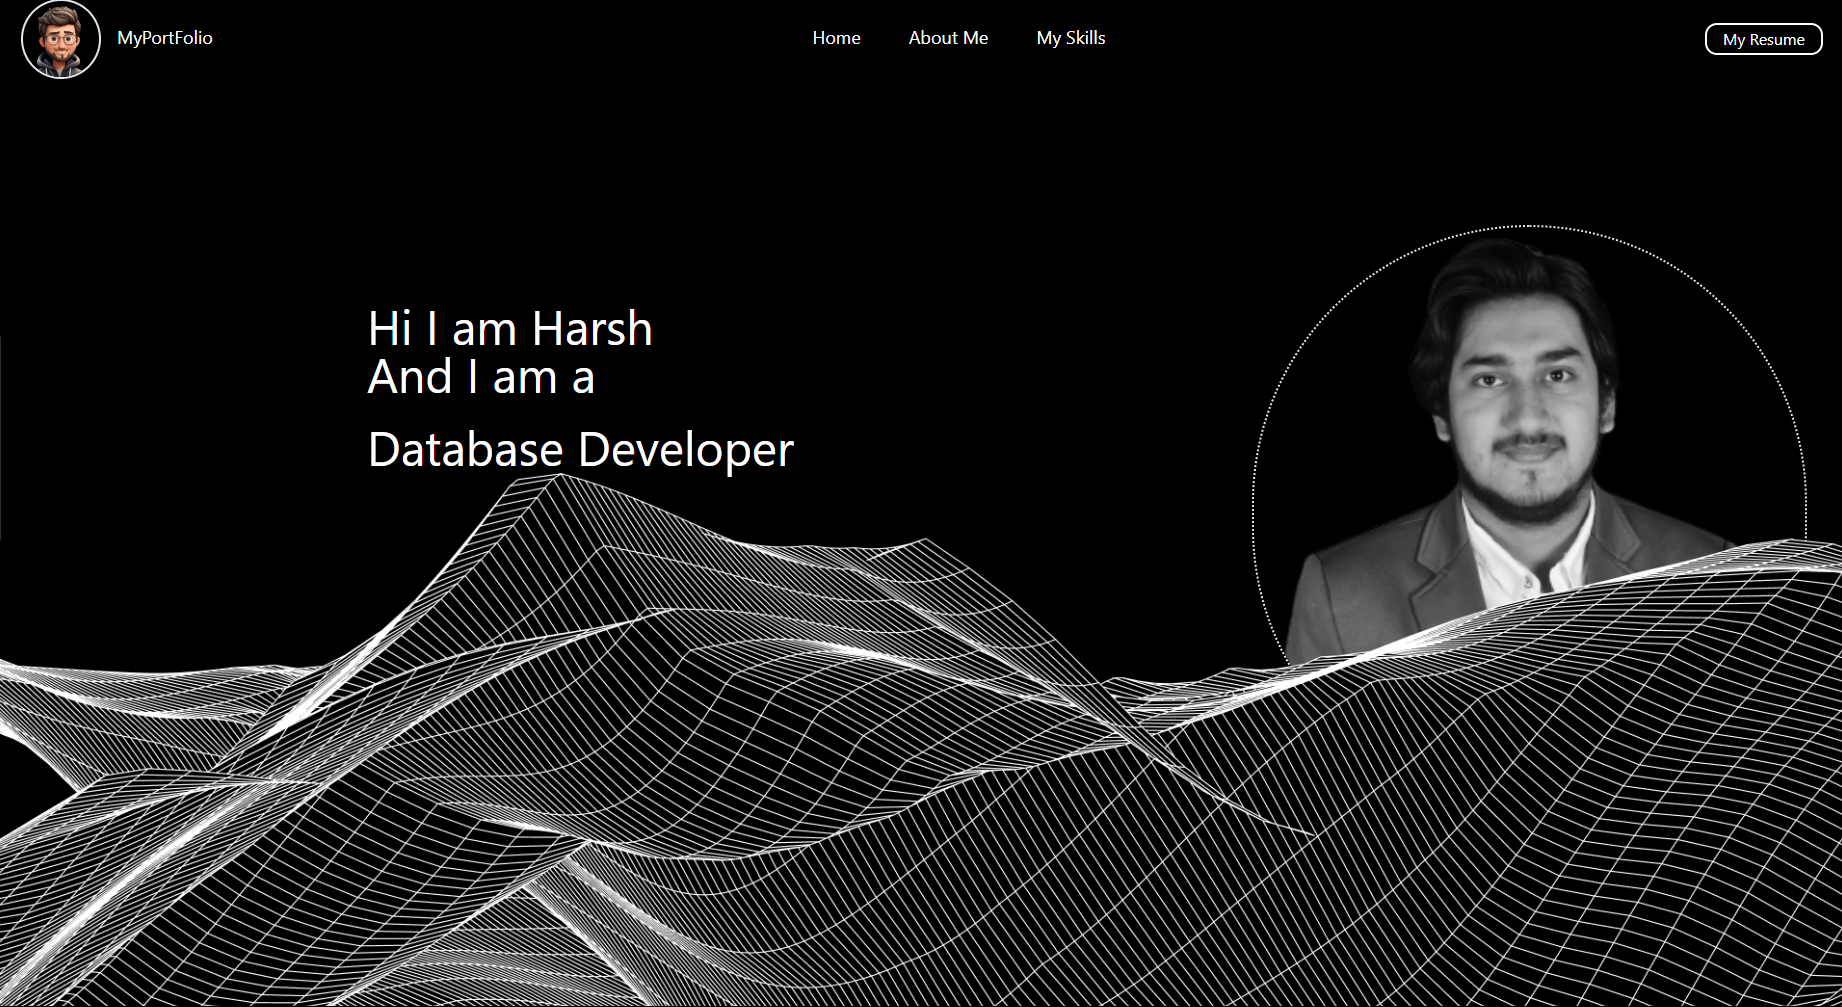 MyPortFolio
Home
About Me
My Skills
My Resume
Hi I am Harsh
And I am a
Database Developer